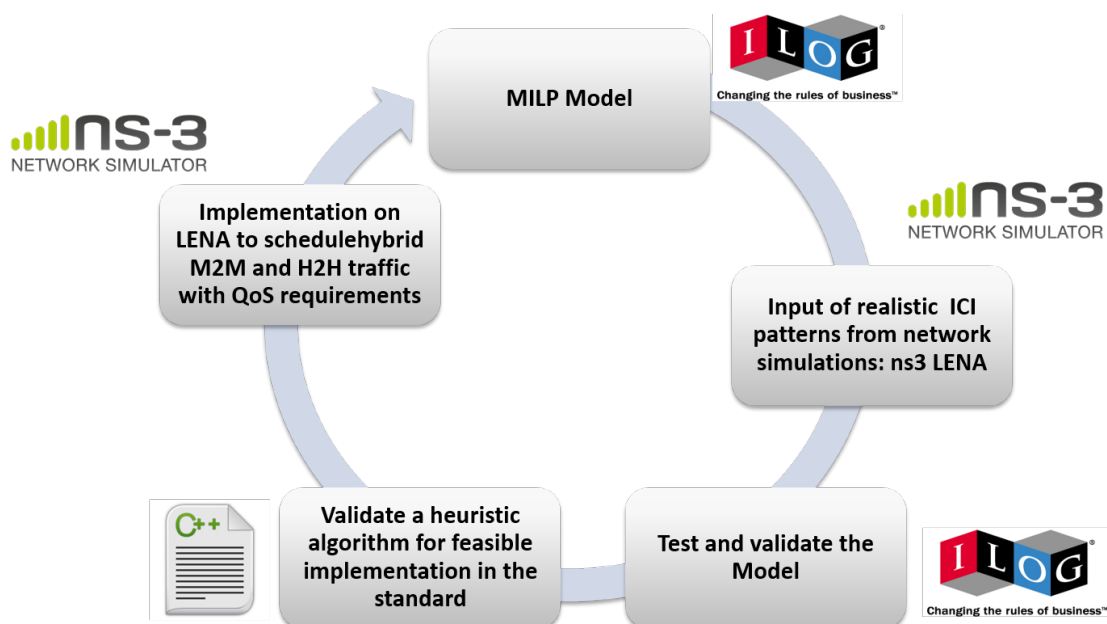 MILP Model
ILOG®
Changing the rules of business™
ns-3
NETWORK SIMULATOR
Input of realistic ICI
patterns from network
simulations: ns3 LENA
Test and validate the
Model
ILOG®
Changing the rules of business™
Validate a heuristic
algorithm for feasible
implementation in the
standard
C++
Implementation on
LENA to schedulehybrid
M2M and H2H traffic
with QoS requirements
ns-3
NETWORK SIMULATOR